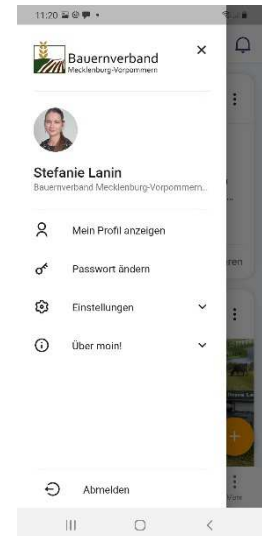 11:20
Bauernverband
Mecklenburg-Vorpommern
Stefanie Lanin
Bauernverband Mecklenburg-Vorpommern...
Mein Profil anzeigen
Passwort ändern
Einstellungen
Über moin!
Abmelden